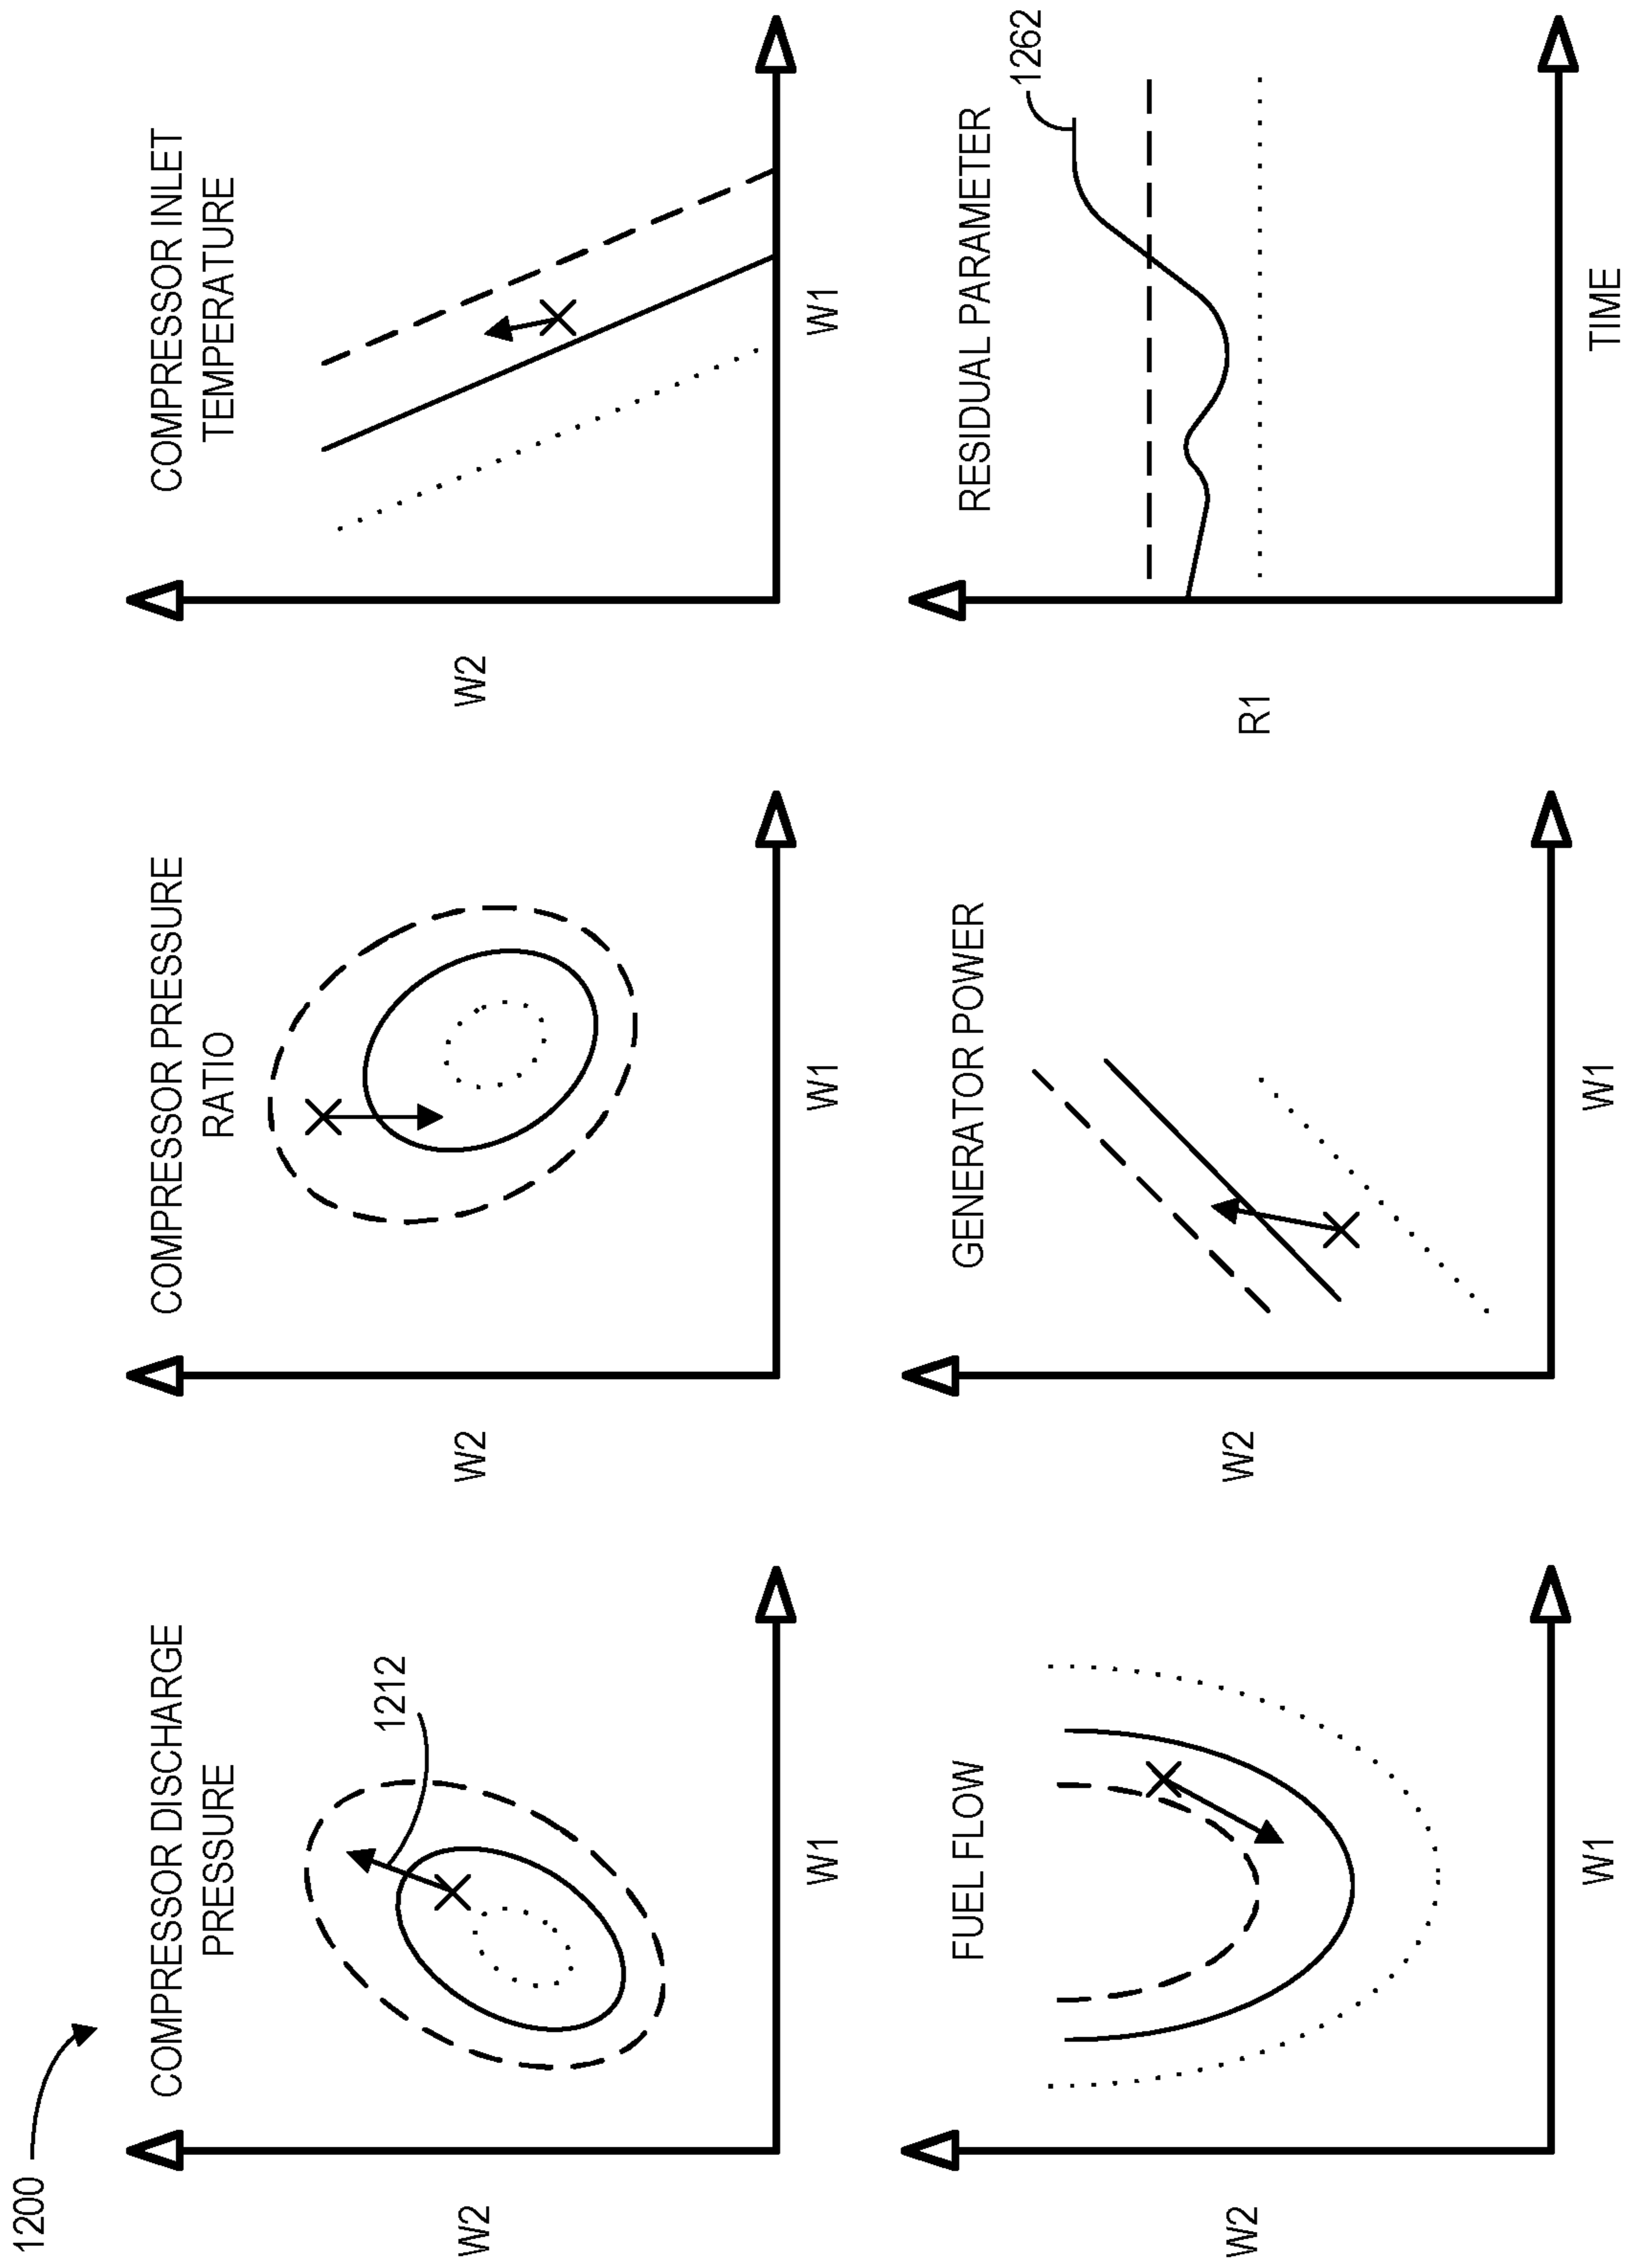 1200
COMPRESSOR DISCHARGE
PRESSURE
1212
W2
W1
COMPRESSOR PRESSURE
RATIO
W2
W1
COMPRESSOR INLET
TEMPERATURE
W2
W1
FUEL FLOW
W2
W1
GENERATOR POWER
W2
W1
RESIDUAL PARAMETER
1262
R1
TIME